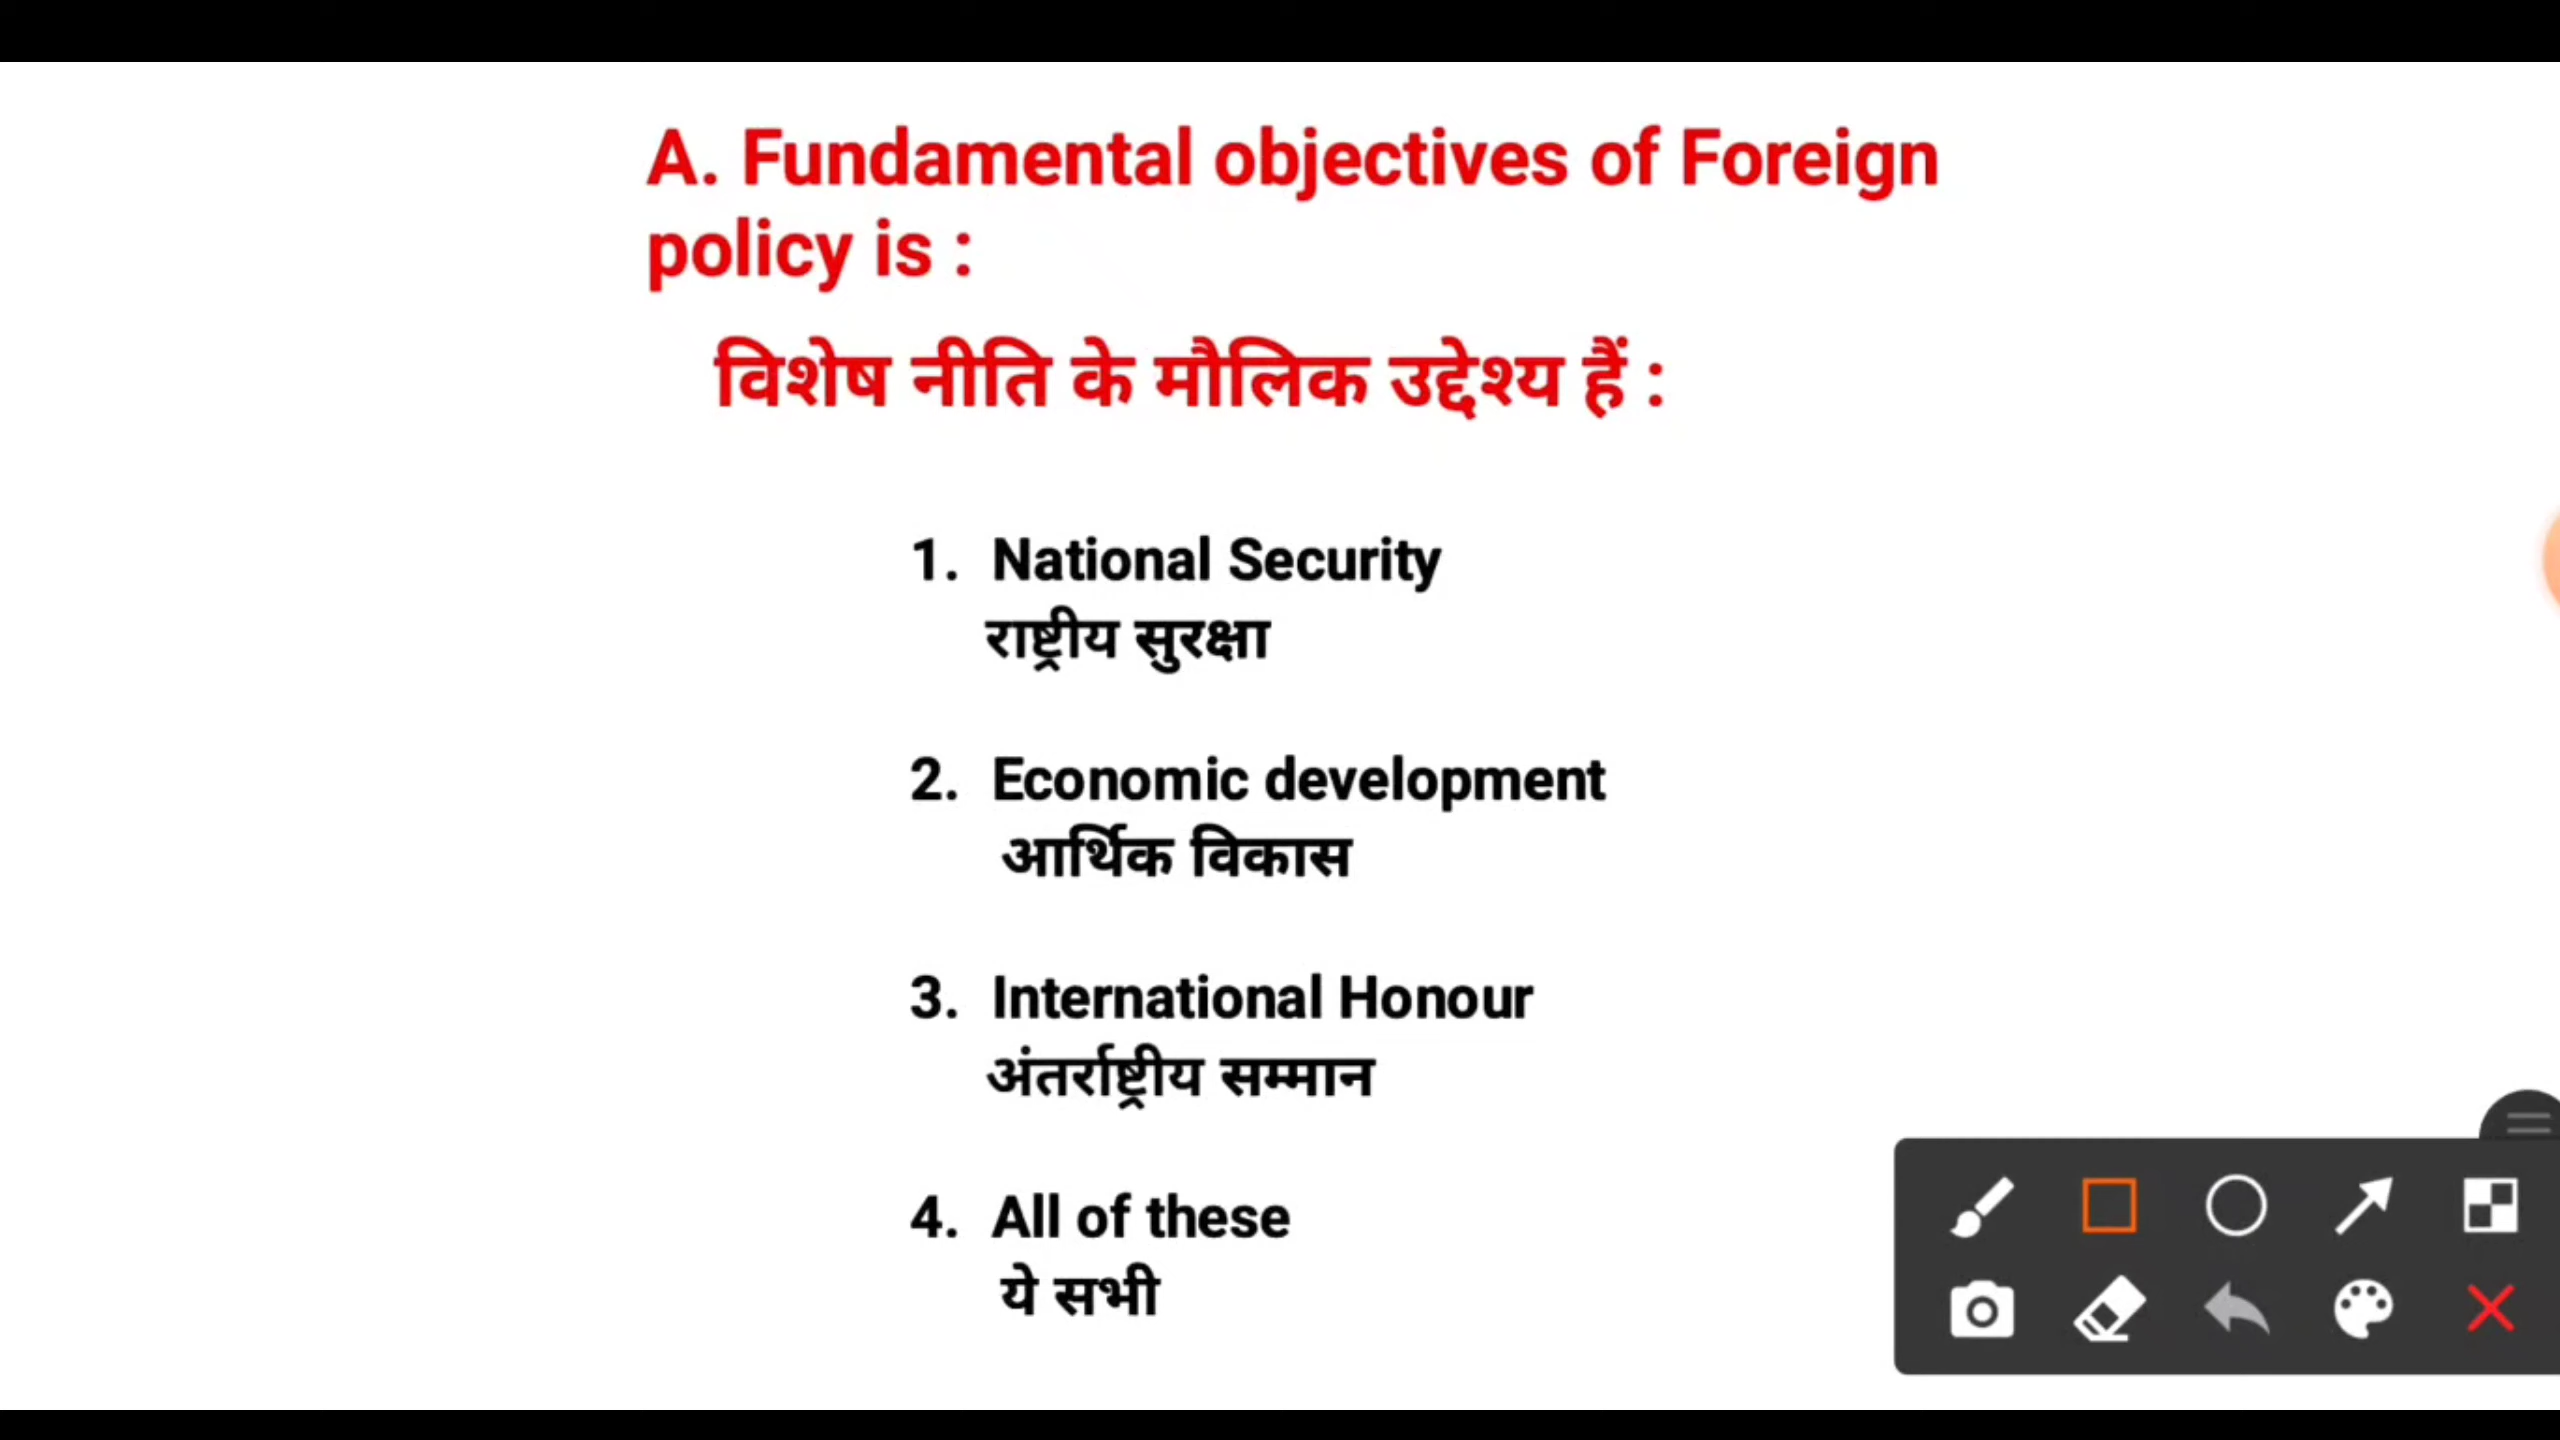 A. Fundamental objectives of Foreign
policy is :
विशेष नीति के मौलिक उद्देश्य हैं :
1. National Security
राष्ट्रीय सुरक्षा
2. Economic development
आर्थिक विकास
3. International Honour
अंतर्राष्ट्रीय सम्मान
4. All of these
ये सभी